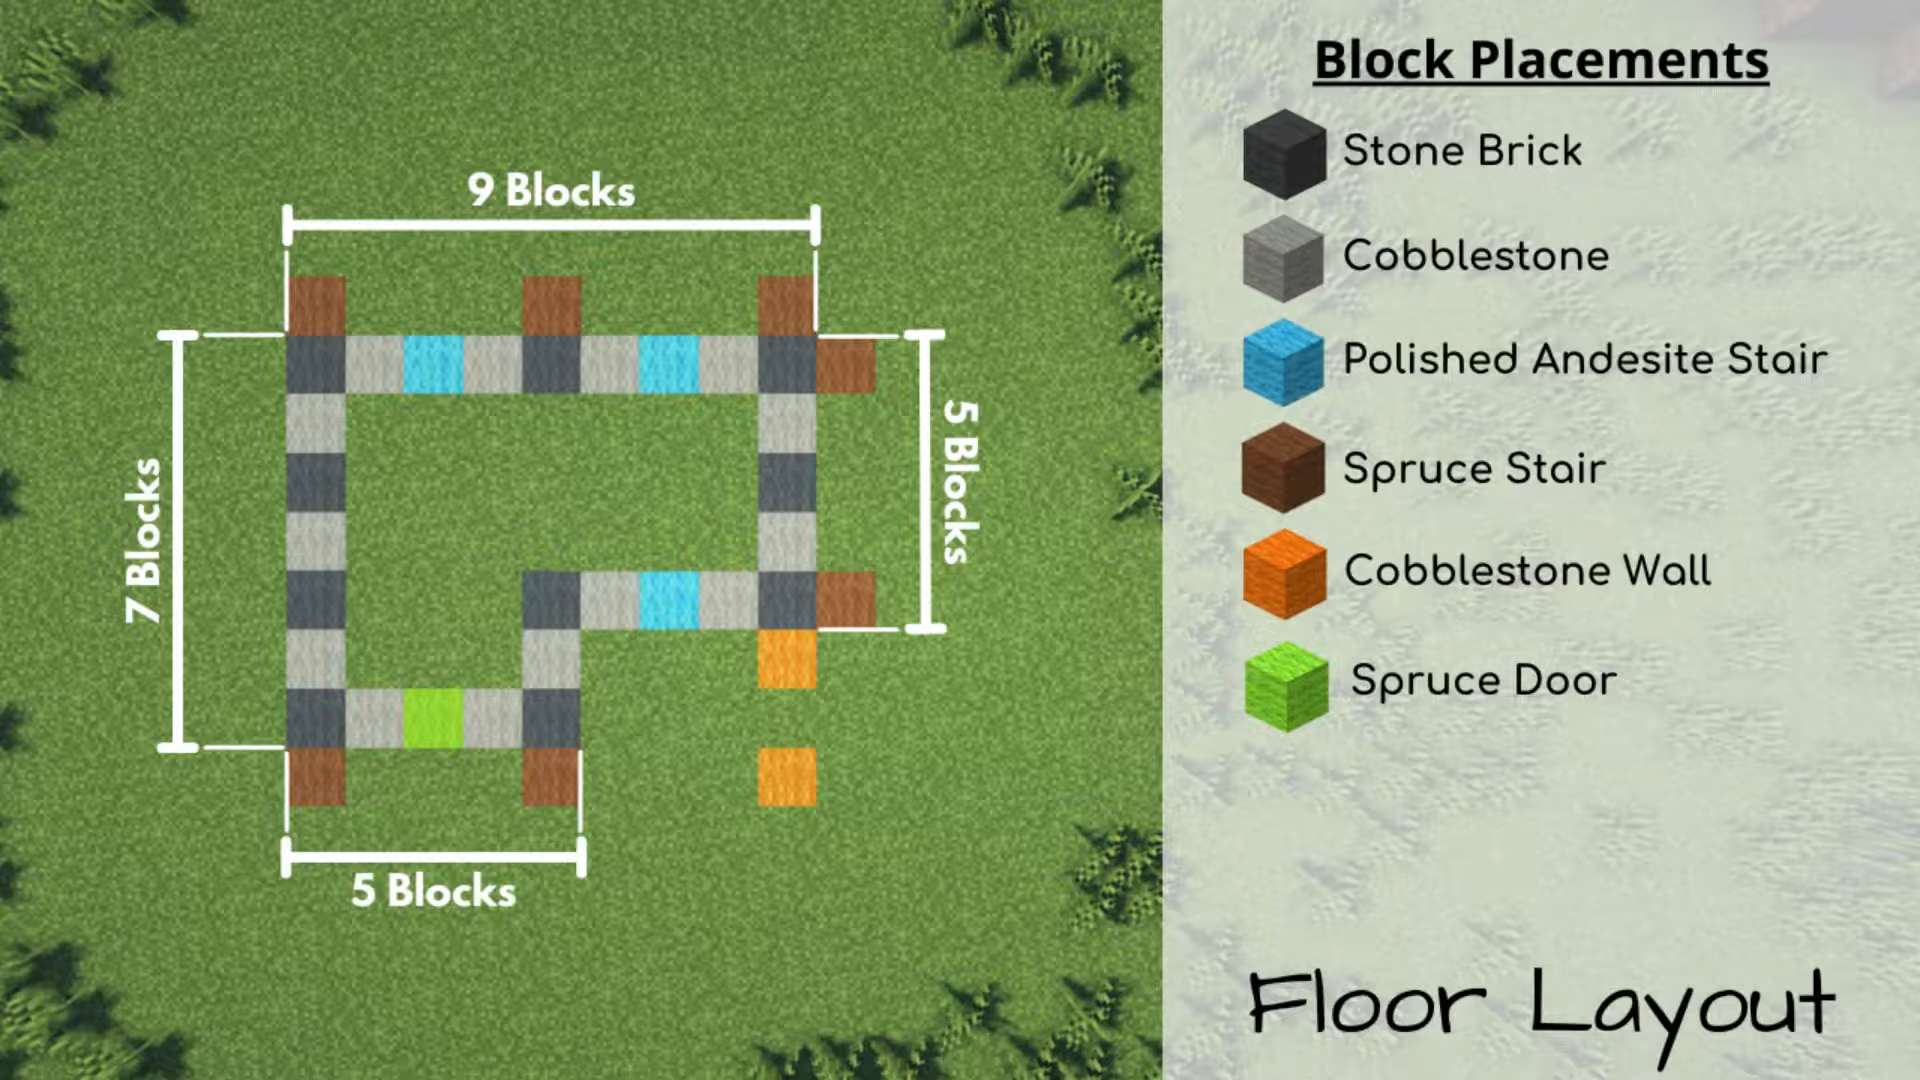 Block Placements
Stone Brick
Cobblestone
Polished Andesite Stair
Spruce Stair
Cobblestone Wall
Spruce Door
Floor Layout
9 Blocks
7 Blocks
5 Blocks
5 Blocks